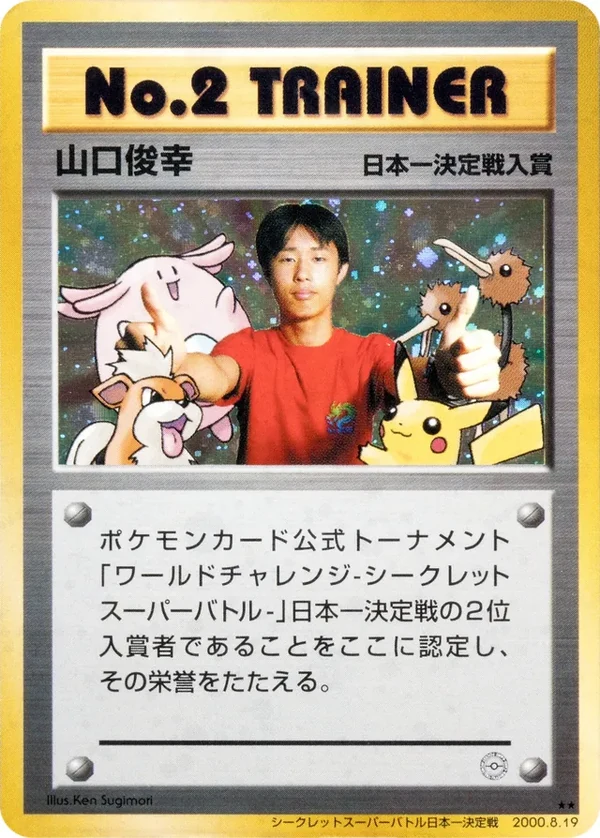 No.2 TRAINER
山口俊幸 日本一決定戦入賞
ポケモンカード公式トーナメント
「ワールドチャレンジ-シークレット
スーパーバトル-」日本一決定戦の2位
入賞者であることをここに認定し、
その栄誉をたたえる。
Illus.Ken Sugimori
★★
シークレットスーパーバトル日本一決定戦 2000.8.19